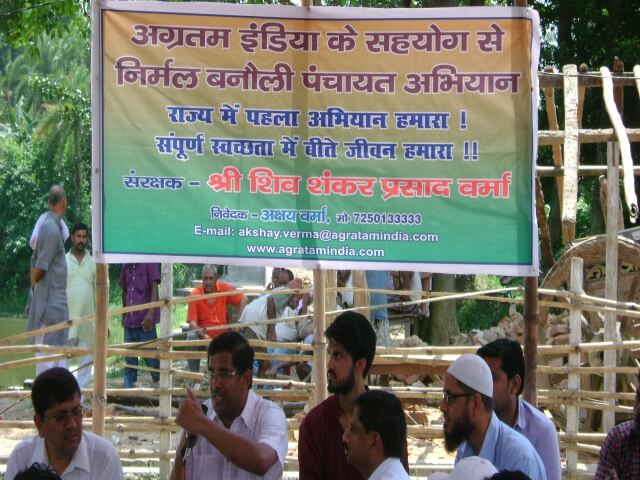 अग्रतम इंडिया के सहयोग से
निर्मल बनौली पंचायत अभियान
राज्य में पहला अभियान हमारा !
संपूर्ण स्वच्छता में बीते जीवन हमारा !!
संरक्षक - श्री शिव शंकर प्रसाद वर्मा
निवेदक - अक्षय वर्मा, मो॰ 7250133333
E-mail: akshay.verma@agratamindia.com
www.agratamindia.com